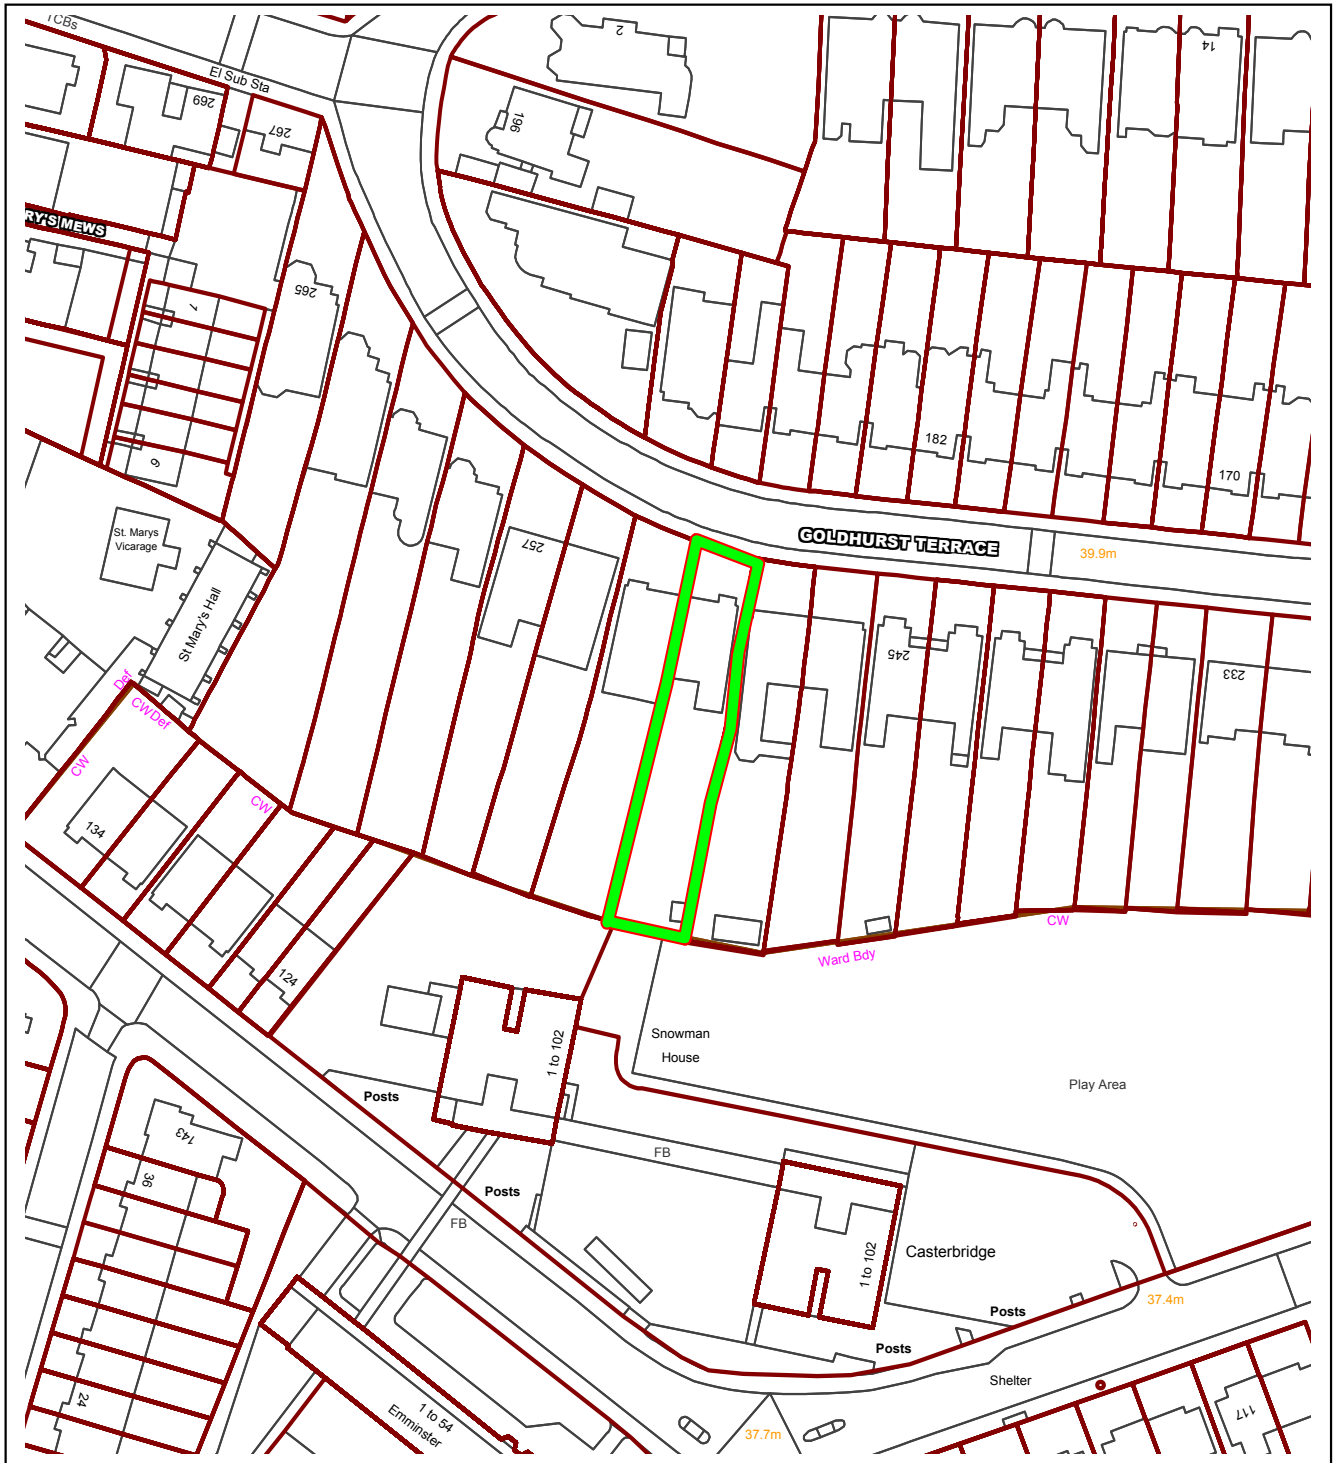 TCBs
El Sub Sta
2
14
269
267
196
RY'S MEWS
265
7
9
182
170
St. Marys
Vicarage
257
GOLDHURST TERRACE
39.9m
St Mary's Hall
245
233
Def
CW Def
CW
CW
134
124
CW
Ward Bdy
1 to 102
Snowman
House
Play Area
Posts
143
36
FB
Posts
FB
1 to 102
Casterbridge
37.4m
Posts
Posts
Shelter
24
1 to 54
Emminster
37.7m
117